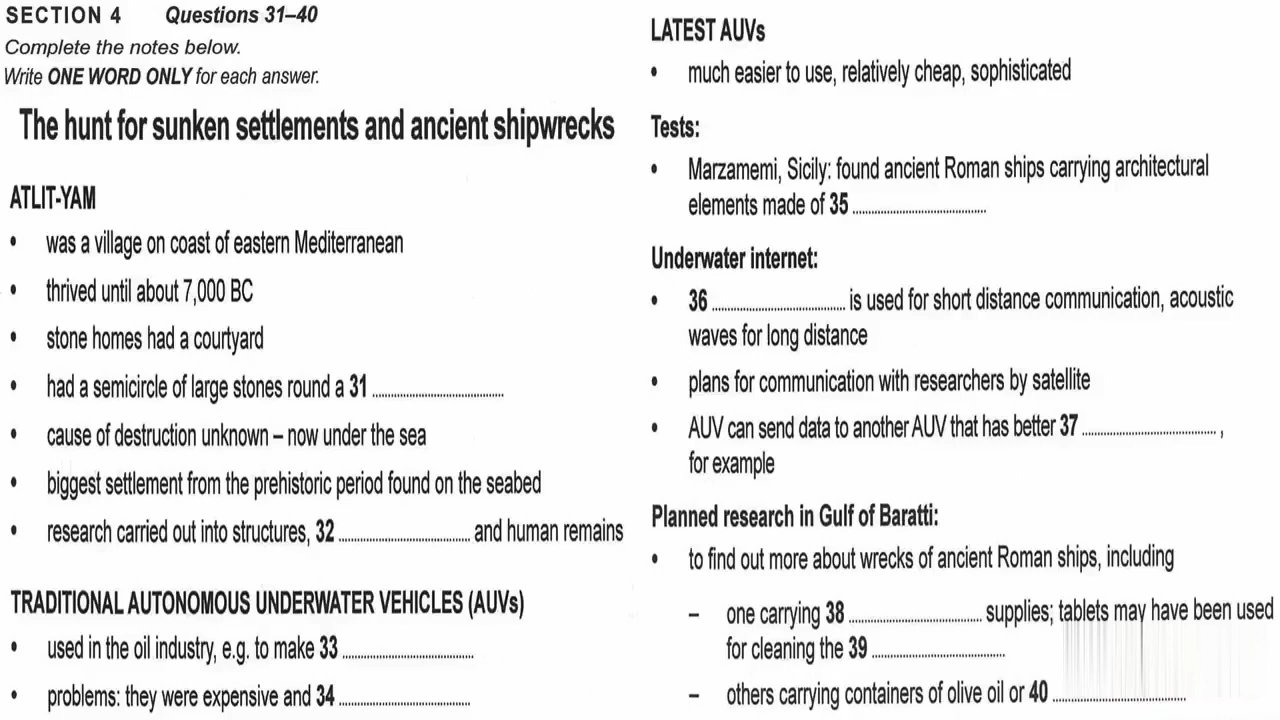 SECTION 4 Questions 31–40
Complete the notes below.
Write ONE WORD ONLY for each answer.
The hunt for sunken settlements and ancient shipwrecks
ATLIT-YAM
• was a village on coast of eastern Mediterranean
• thrived until about 7,000 BC
• stone homes had a courtyard
• had a semicircle of large stones round a 31 ....................
• cause of destruction unknown – now under the sea
• biggest settlement from the prehistoric period found on the seabed
• research carried out into structures, 32 .................... and human remains
TRADITIONAL AUTONOMOUS UNDERWATER VEHICLES (AUVs)
• used in the oil industry, e.g. to make 33 ....................
• problems: they were expensive and 34 ....................
LATEST AUVs
• much easier to use, relatively cheap, sophisticated
Tests:
• Marzamemi, Sicily: found ancient Roman ships carrying architectural
elements made of 35 ....................
Underwater internet:
• 36 .................... is used for short distance communication, acoustic
waves for long distance
• plans for communication with researchers by satellite
• AUV can send data to another AUV that has better 37 .................... ,
for example
Planned research in Gulf of Baratti:
• to find out more about wrecks of ancient Roman ships, including
– one carrying 38 .................... supplies; tablets may have been used
for cleaning the 39 ....................
– others carrying containers of olive oil or 40 ....................